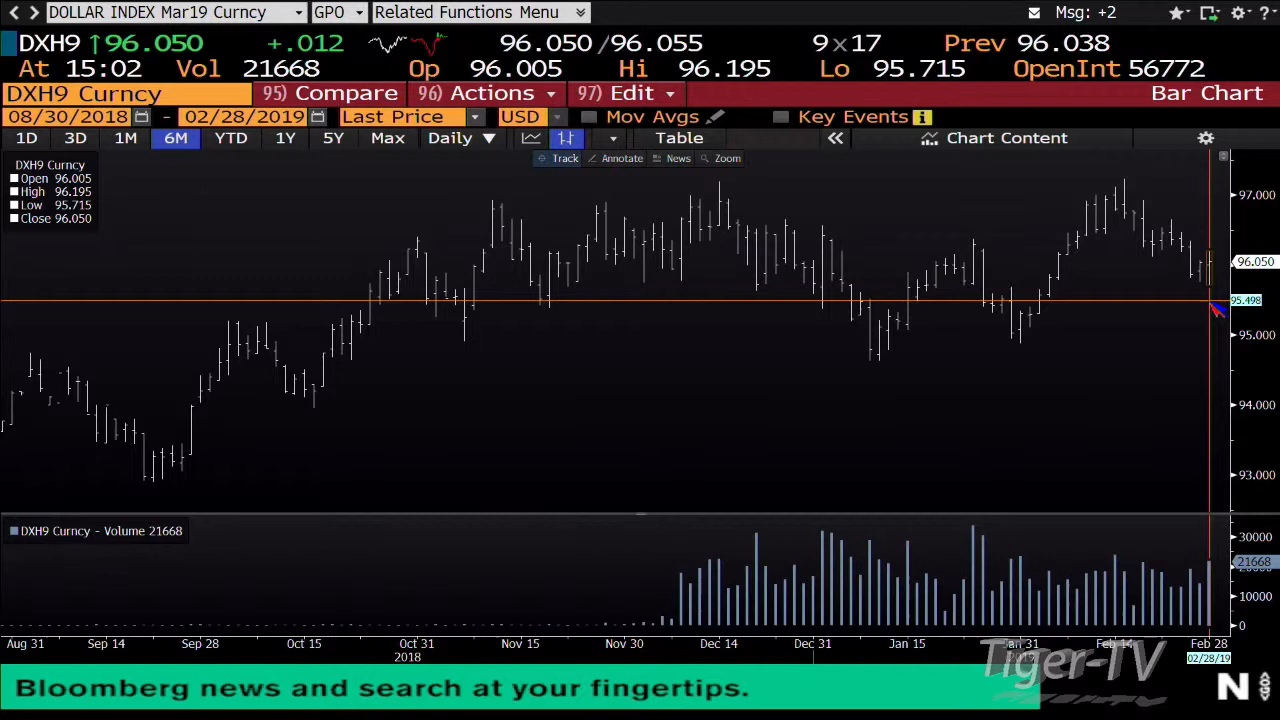 DOLLAR INDEX Mar19 Curncy GPO Related Functions Menu Msg: +2
DXH9 ↑96.050 +.012 96.050/96.055 9x17 Prev 96.038
At 15:02 Vol 21668 Op 96.005 Hi 96.195 Lo 95.715 OpenInt 56772
DXH9 Curncy 95) Compare 96) Actions 97) Edit Bar Chart
08/30/2018 - 02/28/2019 Last Price USD Mov Avgs Key Events i
1D 3D 1M 6M YTD 1Y 5Y Max Daily ▼ Table « Chart Content
Track Annotate News Zoom
DXH9 Curncy
Open 96.005
High 96.195
Low 95.715
Close 96.050
97.000
96.050
95.498
95.000
94.000
93.000
DXH9 Curncy - Volume 21668
30000
21668
10000
0
Aug 31 Sep 14 Sep 28 Oct 15 Oct 31 Nov 15 Nov 30 Dec 14 Dec 31 Jan 15 Jan 31 Feb 14 Feb 28
2018 2019 02/28/19
Tiger-TV
Bloomberg news and search at your fingertips.
N